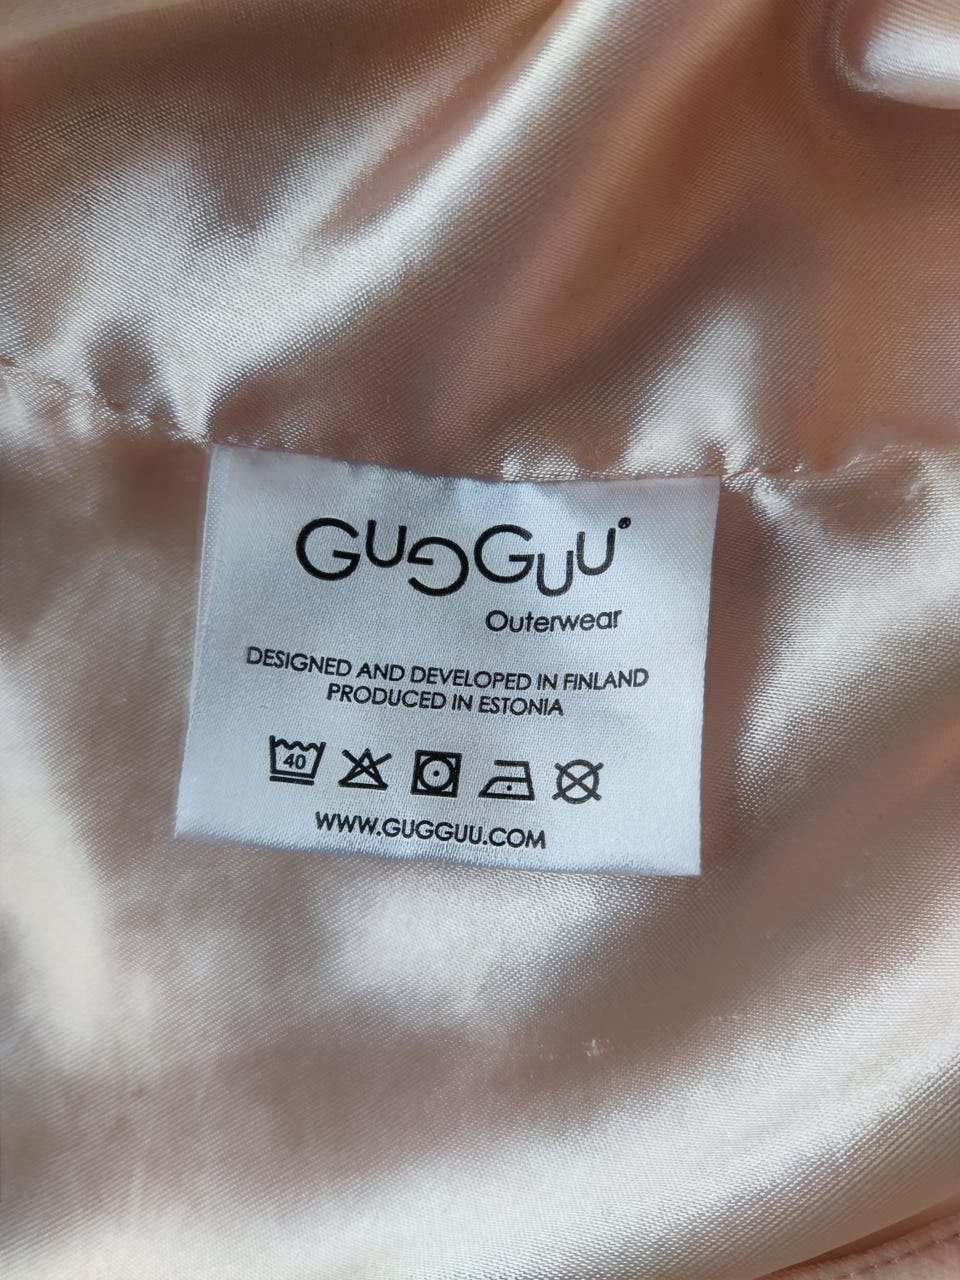 GUGGUU
Outerwear
DESIGNED AND DEVELOPED IN FINLAND
PRODUCED IN ESTONIA
40
WWW.GUGGUU.COM